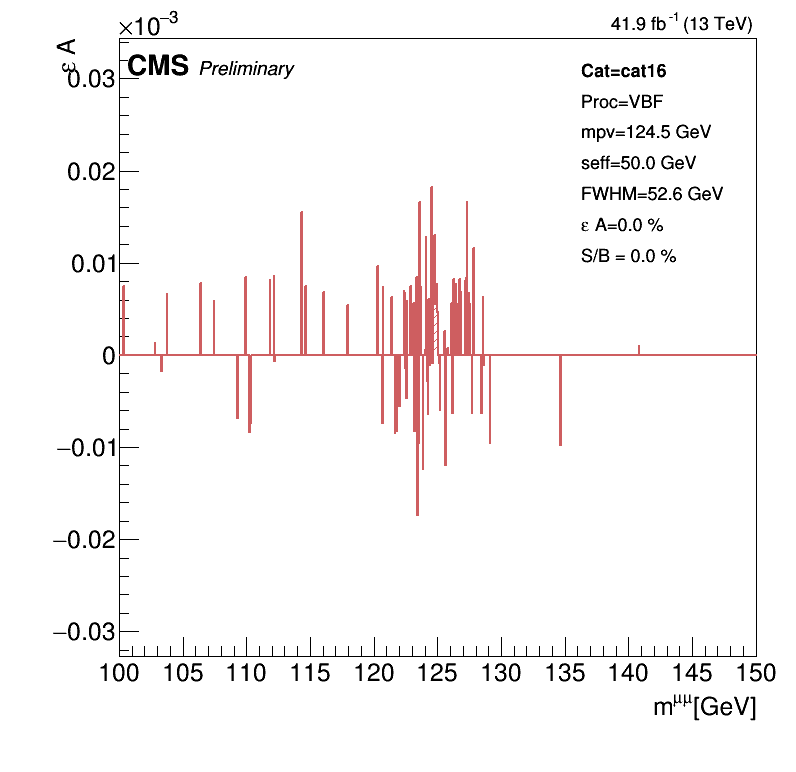 ×10⁻³
41.9 fb⁻¹ (13 TeV)
ε A
CMS Preliminary
Cat=cat16
Proc=VBF
mpv=124.5 GeV
seff=50.0 GeV
FWHM=52.6 GeV
ε A=0.0 %
S/B = 0.0 %
0.03
0.02
0.01
0
−0.01
−0.02
−0.03
100 105 110 115 120 125 130 135 140 145 150
m^μμ[GeV]